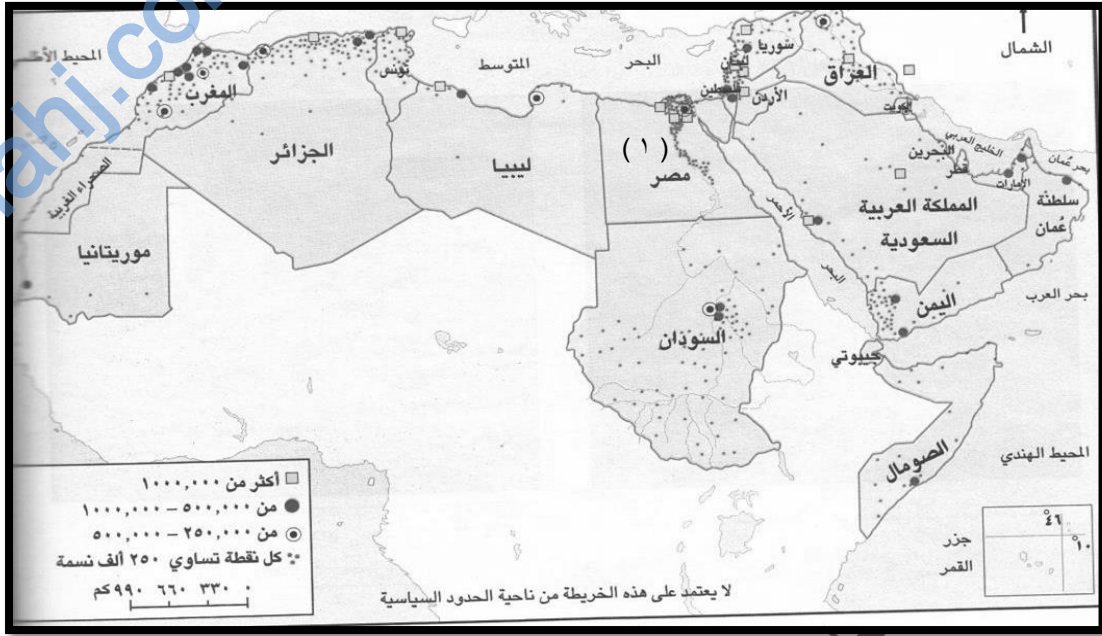 ahj.com
الشمال
المحيط
المتوسط
البحر
سوريا
لبنان
العراق
تونس
فلسطين
الأردن
المغرب
الكويت
الجزائر
ليبيا
( ١ )
مصر
البحرين
الخليج العربي
قطر
بحر عُمان
الإمارات
الصحراء الغربية
الأحمر
المملكة العربية
السعودية
سلطنة
عُمان
موريتانيا
البحر
بحر العرب
اليمن
السودان
جيبوتي
الصومال
المحيط الهندي
أكثر من ١٠٠٠,٠٠٠
من ٥٠٠,٠٠٠ – ١٠٠٠,٠٠٠
من ٢٥٠,٠٠٠ – ٥٠٠,٠٠٠
كل نقطة تساوي ٢٥٠ ألف نسمة
٠ ٣٣٠ ٦٦٠ ٩٩٠ كم
جزر
القمر
٤٦°
١٠°
لا يعتمد على هذه الخريطة من ناحية الحدود السياسية